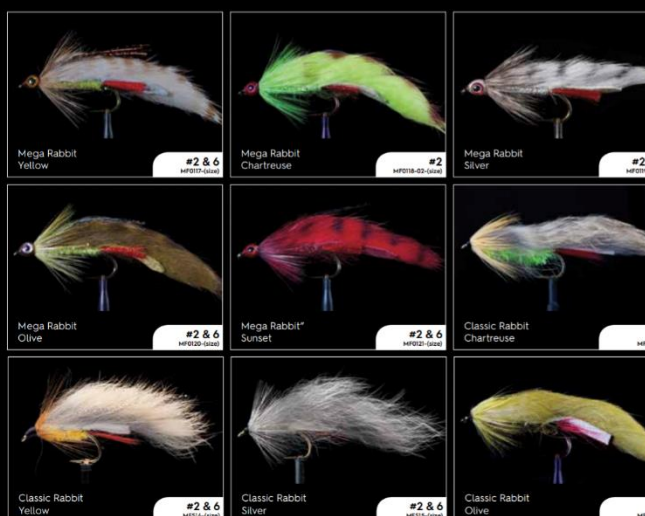 Mega Rabbit
Yellow
#2 & 6
MF0117-(size)
Mega Rabbit
Chartreuse
#2
MF0118-02-(size)
Mega Rabbit
Silver
#2
Mega Rabbit
Olive
#2 & 6
MF0120-(size)
Mega Rabbit"
Sunset
#2 & 6
MF0121-(size)
Classic Rabbit
Chartreuse
Classic Rabbit
Yellow
#2 & 6
Classic Rabbit
Silver
#2 & 6
Classic Rabbit
Olive